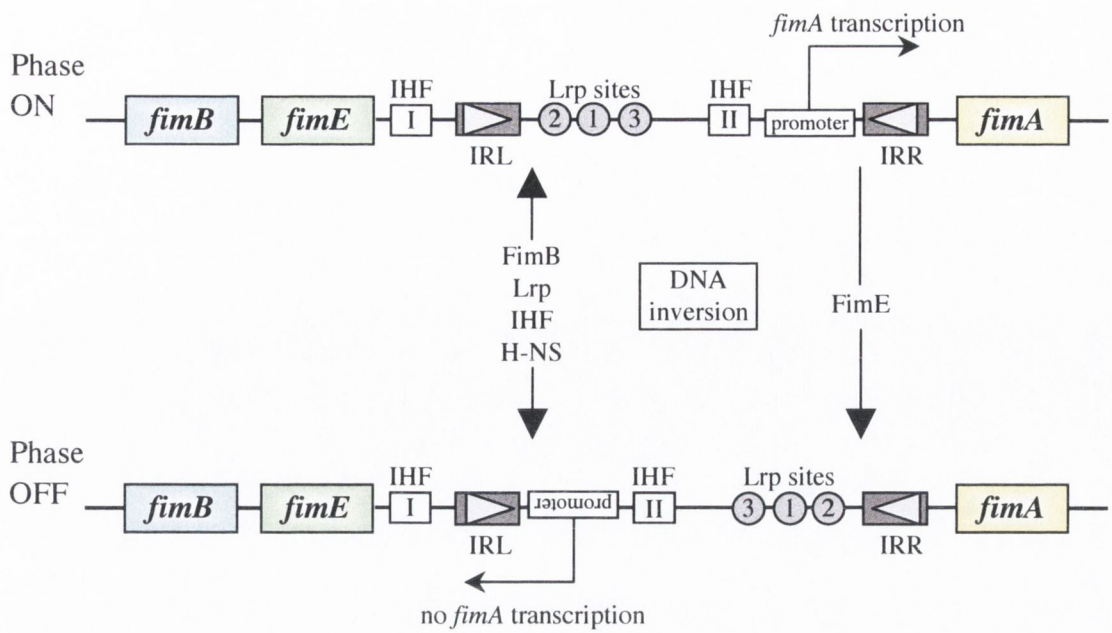 fimA transcription
Phase
ON
IHF
Lrp sites
IHF
fimB
fimE
I
2 1 3
II
promoter
fimA
IRL
IRR
FimB
Lrp
IHF
H-NS
DNA
inversion
FimE
Phase
OFF
IHF
IHF
Lrp sites
fimB
fimE
I
promoter
II
3 1 2
fimA
IRL
IRR
no fimA transcription